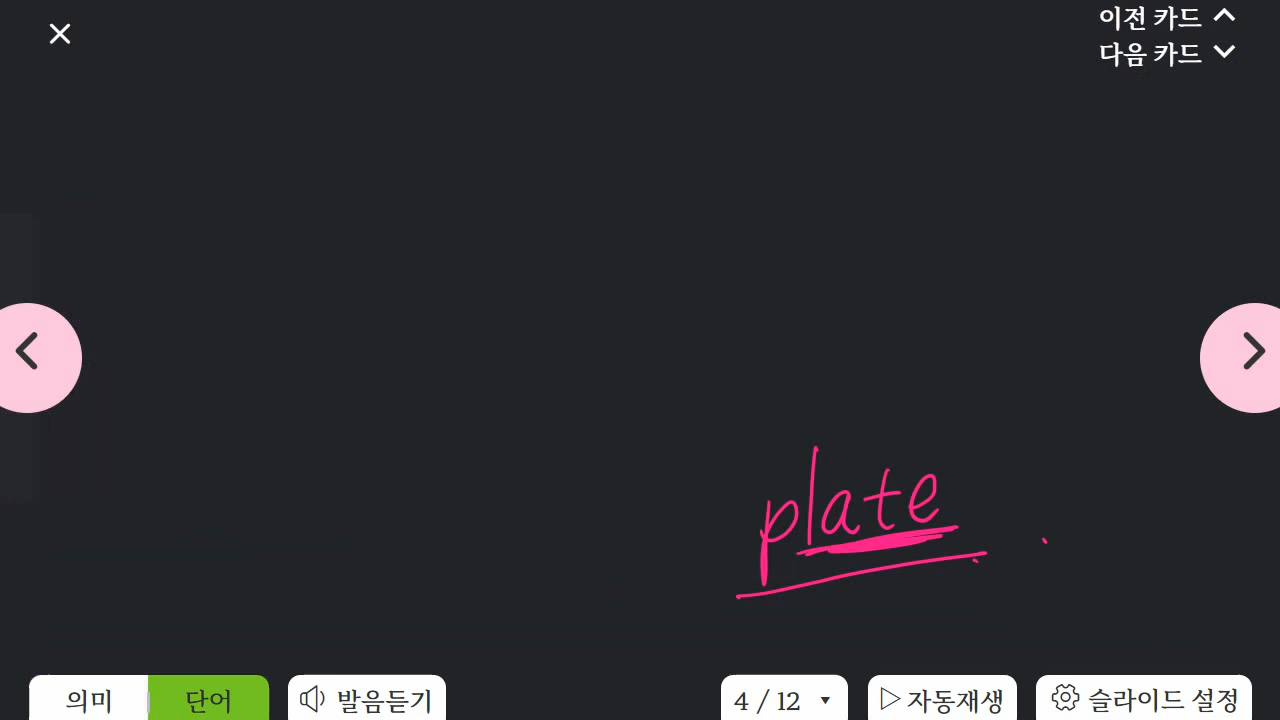 이전 카드
다음 카드
plate
의미 단어 발음듣기 4 / 12 자동재생 슬라이드 설정